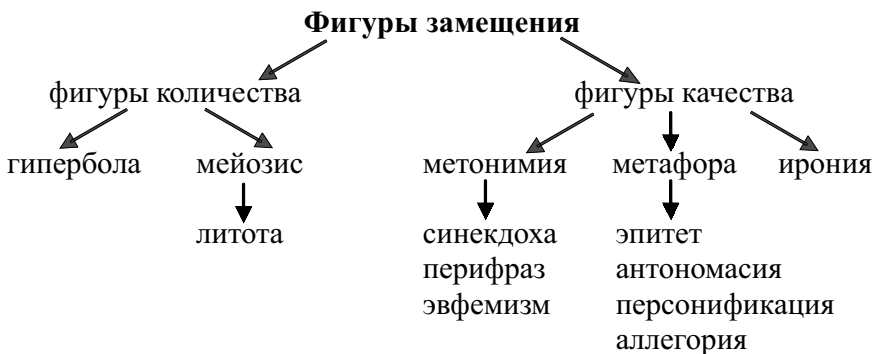 Фигуры замещения
фигуры количества фигуры качества
гипербола мейозис метонимия метафора ирония
литота синекдоха эпитет
перифраз антономасия
эвфемизм персонификация
аллегория